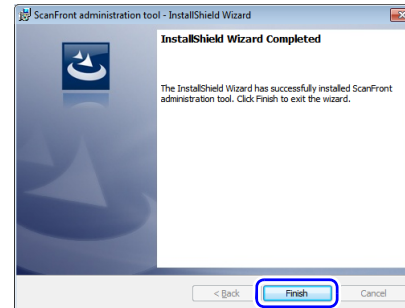 ScanFront administration tool - InstallShield Wizard
InstallShield Wizard Completed
The InstallShield Wizard has successfully installed ScanFront
administration tool. Click Finish to exit the wizard.
< Back
Finish
Cancel